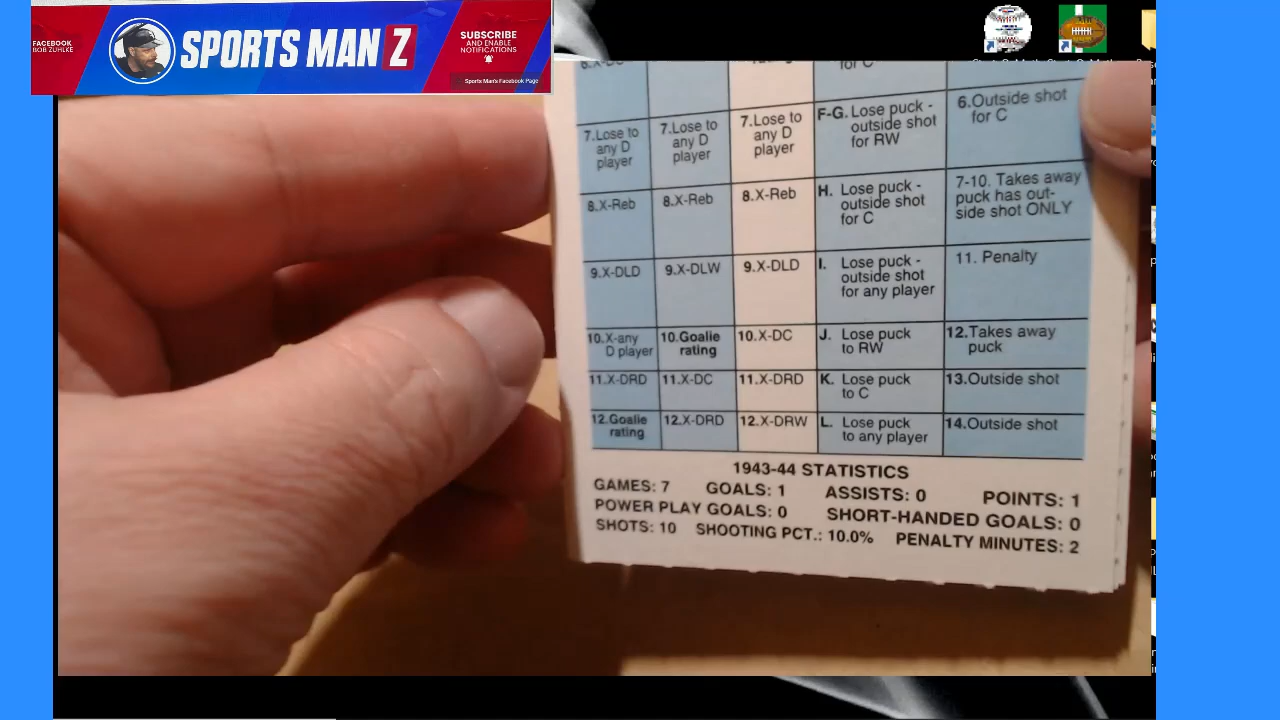 FACEBOOK
BOB ZUHLKE
SPORTS MAN Z
SUBSCRIBE
AND ENABLE
NOTIFICATIONS
Sports Man's Facebook Page
for C
7.Lose to
any D
player
7.Lose to
any D
player
7.Lose to
any D
player
F-G. Lose puck -
outside shot
for RW
6.Outside shot
for C
8.X-Reb
8.X-Reb
8.X-Reb
H. Lose puck -
outside shot
for C
7-10. Takes away
puck has out-
side shot ONLY
9.X-DLD
9.X-DLW
9.X-DLD
I. Lose puck -
outside shot
for any player
11. Penalty
10.X-any
D player
10.Goalie
rating
10.X-DC
J. Lose puck
to RW
12.Takes away
puck
11.X-DRD
11.X-DC
11.X-DRD
K. Lose puck
to C
13.Outside shot
12.Goalie
rating
12.X-DRD
12.X-DRW
L. Lose puck
to any player
14.Outside shot
1943-44 STATISTICS
GAMES: 7 GOALS: 1 ASSISTS: 0 POINTS: 1
POWER PLAY GOALS: 0 SHORT-HANDED GOALS: 0
SHOTS: 10 SHOOTING PCT.: 10.0% PENALTY MINUTES: 2